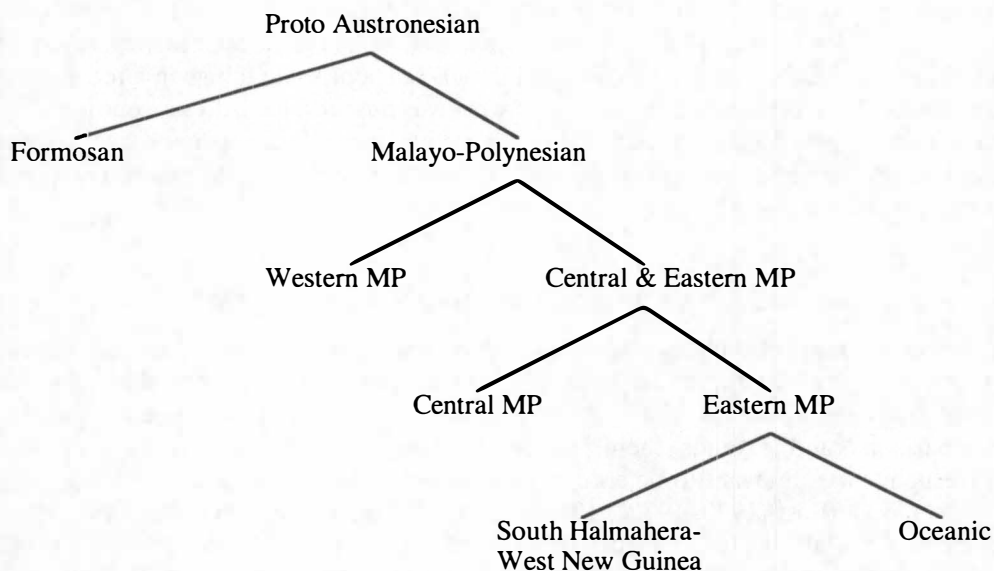 Proto Austronesian
Formosan
Malayo-Polynesian
Western MP
Central & Eastern MP
Central MP
Eastern MP
South Halmahera-
West New Guinea
Oceanic